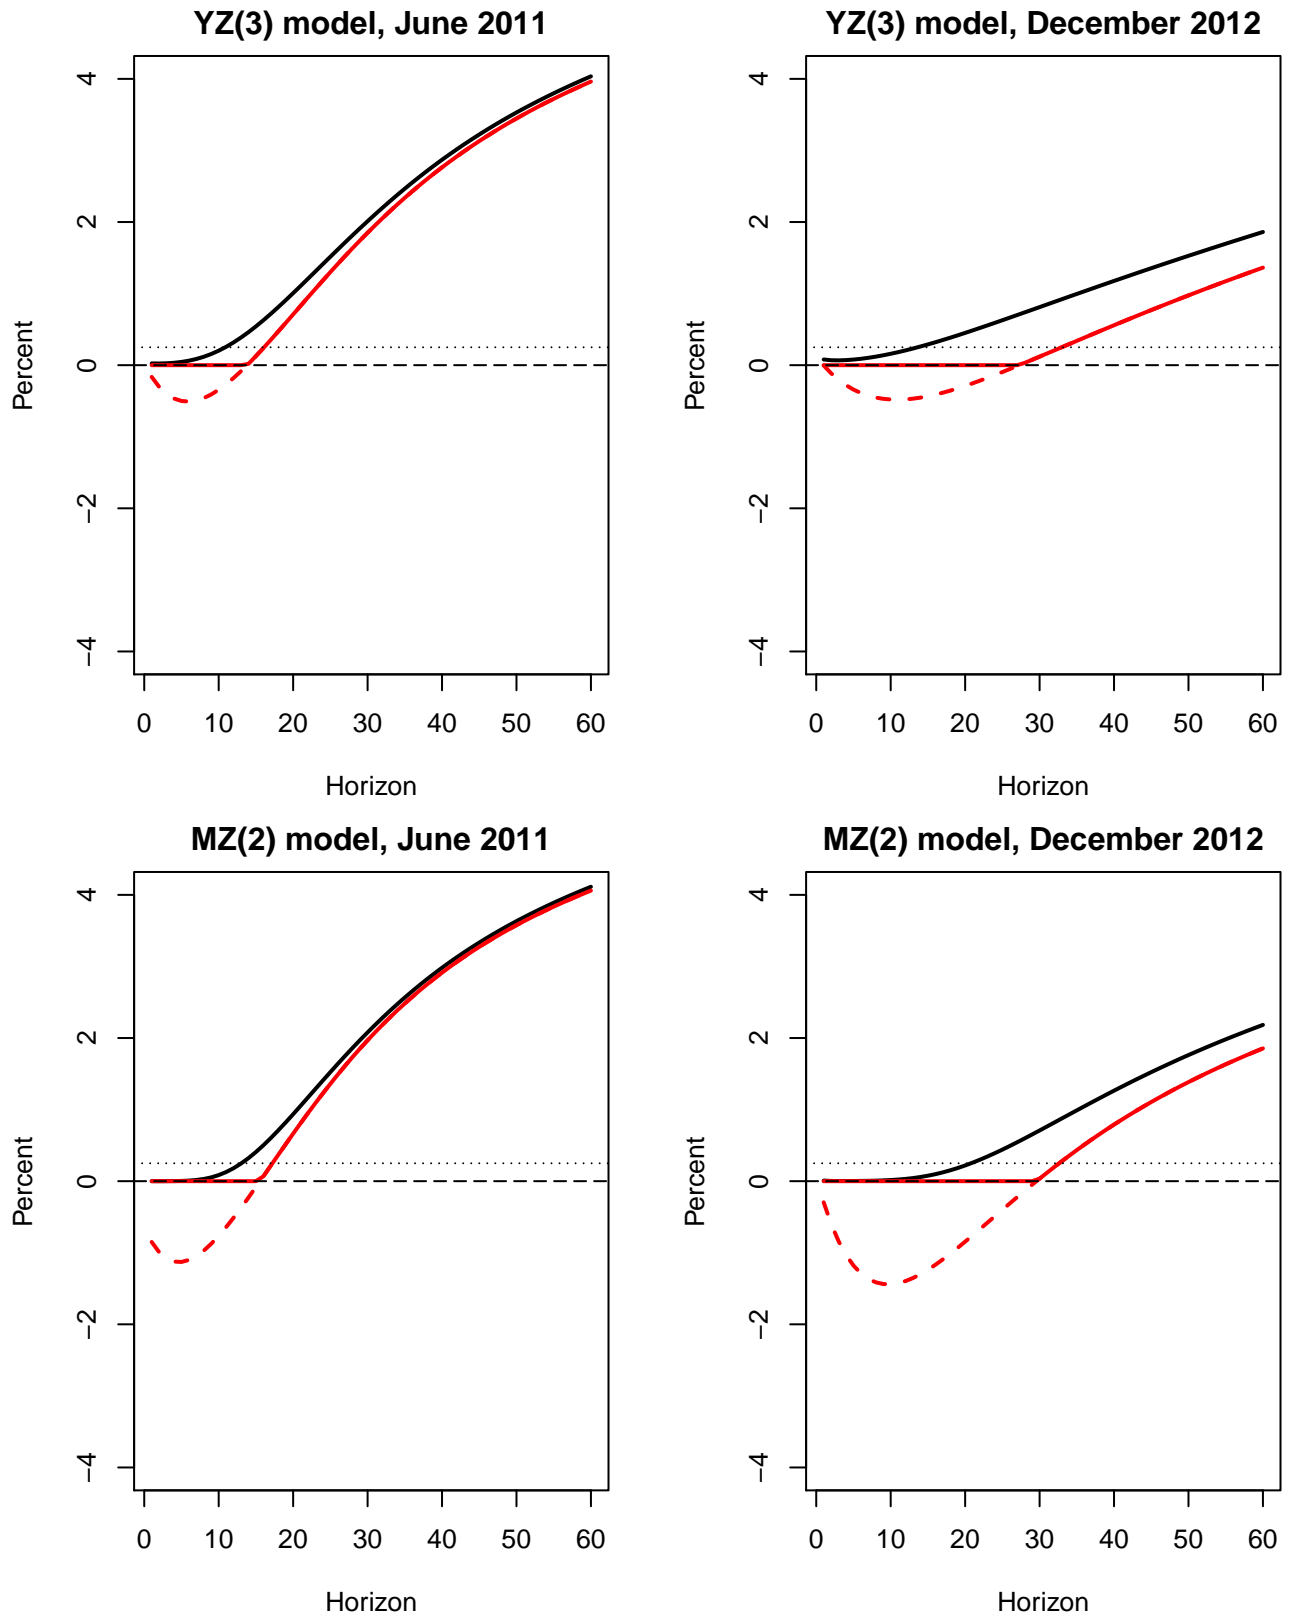 YZ(3) model, June 2011
Percent
4
2
0
−2
−4
0 10 20 30 40 50 60
Horizon
YZ(3) model, December 2012
Percent
4
2
0
−2
−4
0 10 20 30 40 50 60
Horizon
MZ(2) model, June 2011
Percent
4
2
0
−2
−4
0 10 20 30 40 50 60
Horizon
MZ(2) model, December 2012
Percent
4
2
0
−2
−4
0 10 20 30 40 50 60
Horizon